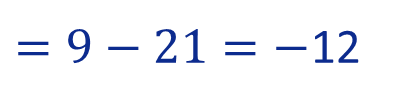 = 9 − 21 = −12